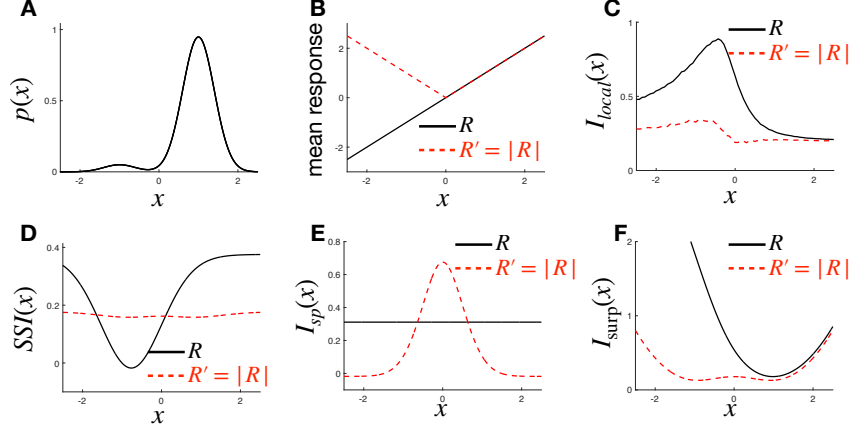 A
1
0.5
0
p(x)
-2
0
2
x
B
2
0
-2
mean response
R
R′ = |R|
-2
0
2
x
C
1
0.5
0
I_local(x)
R
R′ = |R|
-2
0
2
x
D
0.4
0.2
0
SSI(x)
R
R′ = |R|
-2
0
2
x
E
0.8
0.6
0.4
0.2
0
I_sp(x)
R
R′ = |R|
-2
0
2
x
F
2
1
0
I_surp(x)
R
R′ = |R|
-2
0
2
x